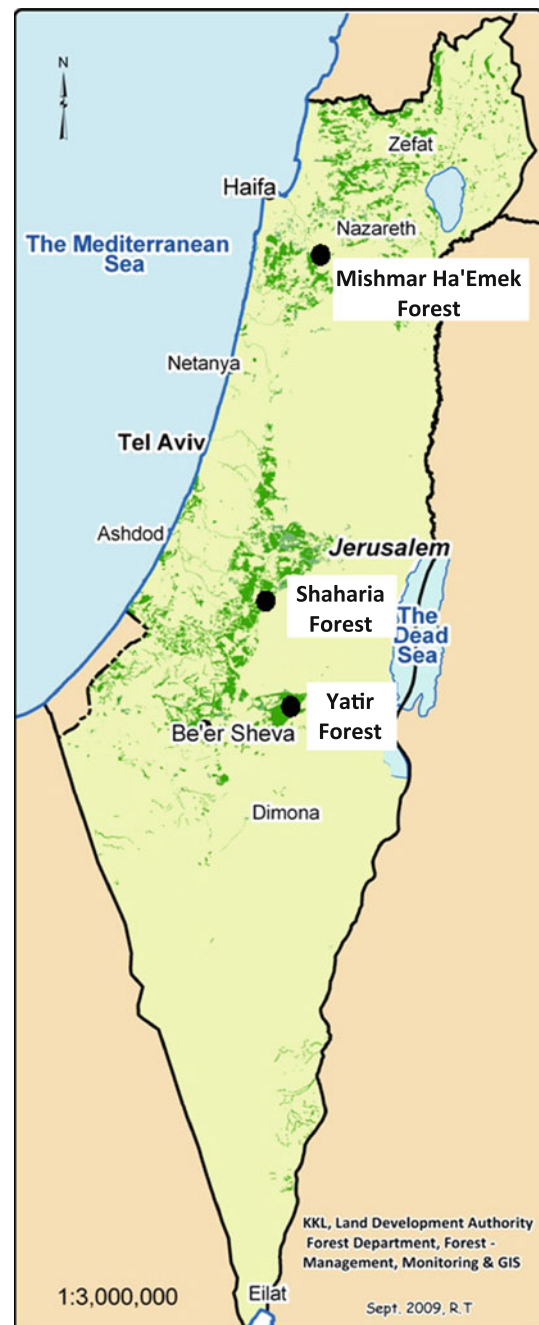 N
Zefat
Haifa
Nazareth
The Mediterranean
Sea
Mishmar Ha'Emek
Forest
Netanya
Tel Aviv
Ashdod
Jerusalem
Shaharia
Forest
The
Dead
Sea
Yatir
Forest
Be'er Sheva
Dimona
KKL, Land Development Authority
Forest Department, Forest -
Management, Monitoring & GIS
Eilat
1:3,000,000
Sept. 2009, R.T